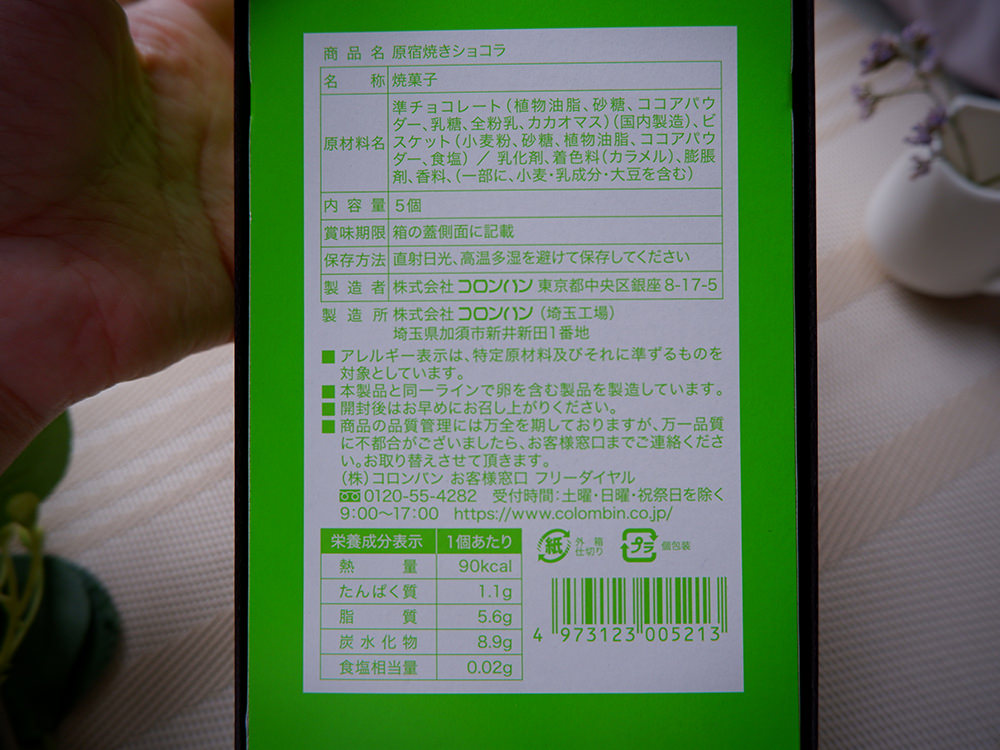 商品名 原宿焼きショコラ
名称 焼菓子
原材料名 準チョコレート(植物油脂、砂糖、ココアパウ
ダー、乳糖、全粉乳、カカオマス)(国内製造)、ビ
スケット(小麦粉、砂糖、植物油脂、ココアパウ
ダー、食塩)／乳化剤、着色料(カラメル)、膨脹
剤、香料、(一部に、小麦・乳成分・大豆を含む)
内容量 5個
賞味期限 箱の蓋側面に記載
保存方法 直射日光、高温多湿を避けて保存してください
製造者 株式会社 コロンバン 東京都中央区銀座8-17-5
製造所 株式会社 コロンバン (埼玉工場)
埼玉県加須市新井新田1番地
■ アレルギー表示は、特定原材料及びそれに準ずるものを
対象としています。
■ 本製品と同一ラインで卵を含む製品を製造しています。
■ 開封後はお早めにお召し上がりください。
■ 商品の品質管理には万全を期しておりますが、万一品質
に不都合がございましたら、お客様窓口までご連絡くださ
い。お取り替えさせて頂きます。
(株)コロンバン お客様窓口 フリーダイヤル
0120-55-4282 受付時間:土曜・日曜・祝祭日を除く
9:00〜17:00 https://www.colombin.co.jp/
栄養成分表示 1個あたり
熱量 90kcal
たんぱく質 1.1g
脂質 5.6g
炭水化物 8.9g
食塩相当量 0.02g
紙 外箱
仕切り
プラ 個包装
4 973123 005213